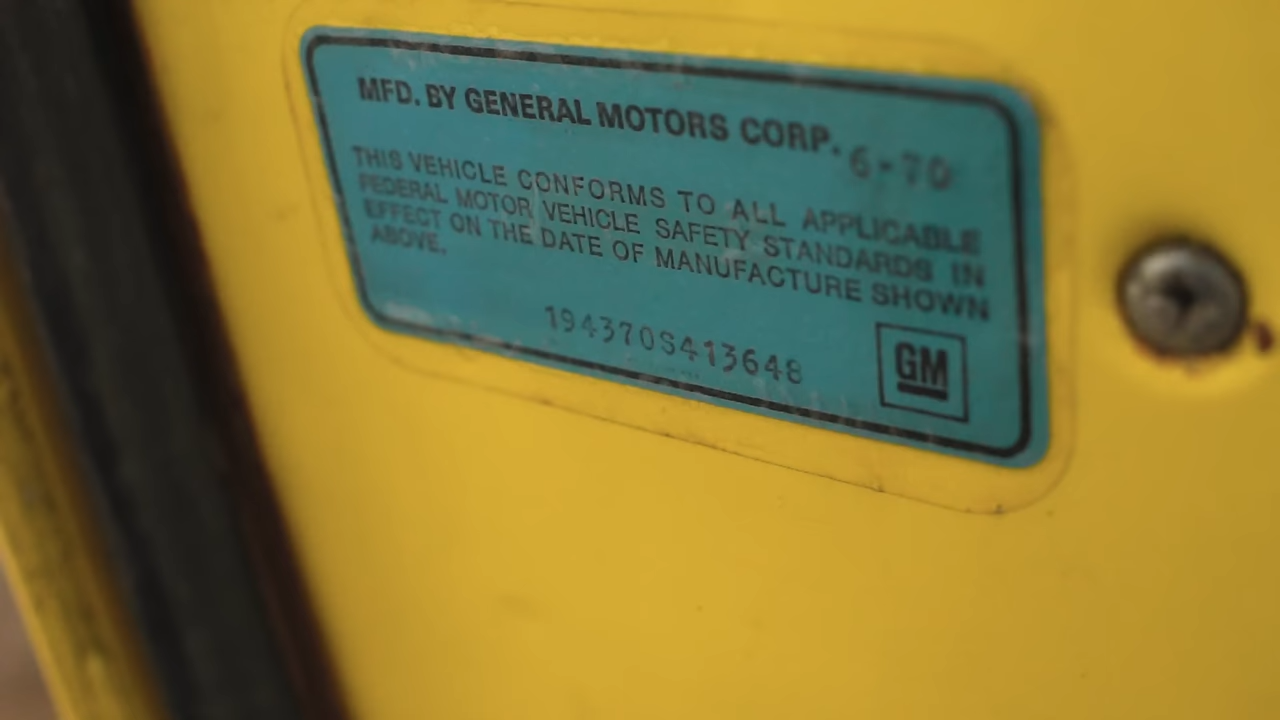 MFD. BY GENERAL MOTORS CORP. 6-70
THIS VEHICLE CONFORMS TO ALL APPLICABLE
FEDERAL MOTOR VEHICLE SAFETY STANDARDS IN
EFFECT ON THE DATE OF MANUFACTURE SHOWN
ABOVE.
194370S413648
GM